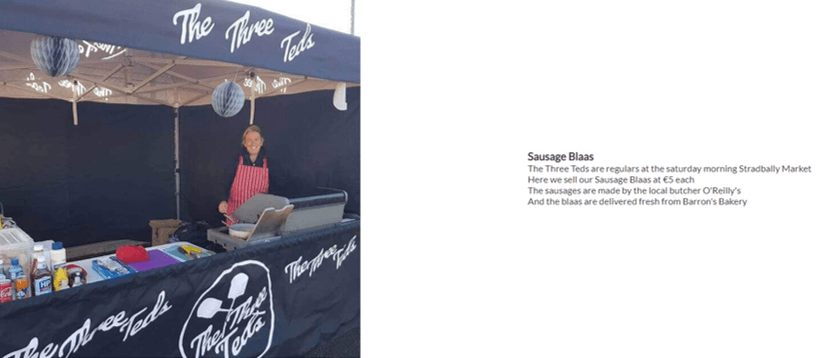 The Three Teds
Sausage Blaas
The Three Teds are regulars at the saturday morning Stradbally Market
Here we sell our Sausage Blaas at €5 each
The sausages are made by the local butcher O'Reilly's
And the blaas are delivered fresh from Barron's Bakery
HP
The Three Teds
The Three Teds
The Three Teds